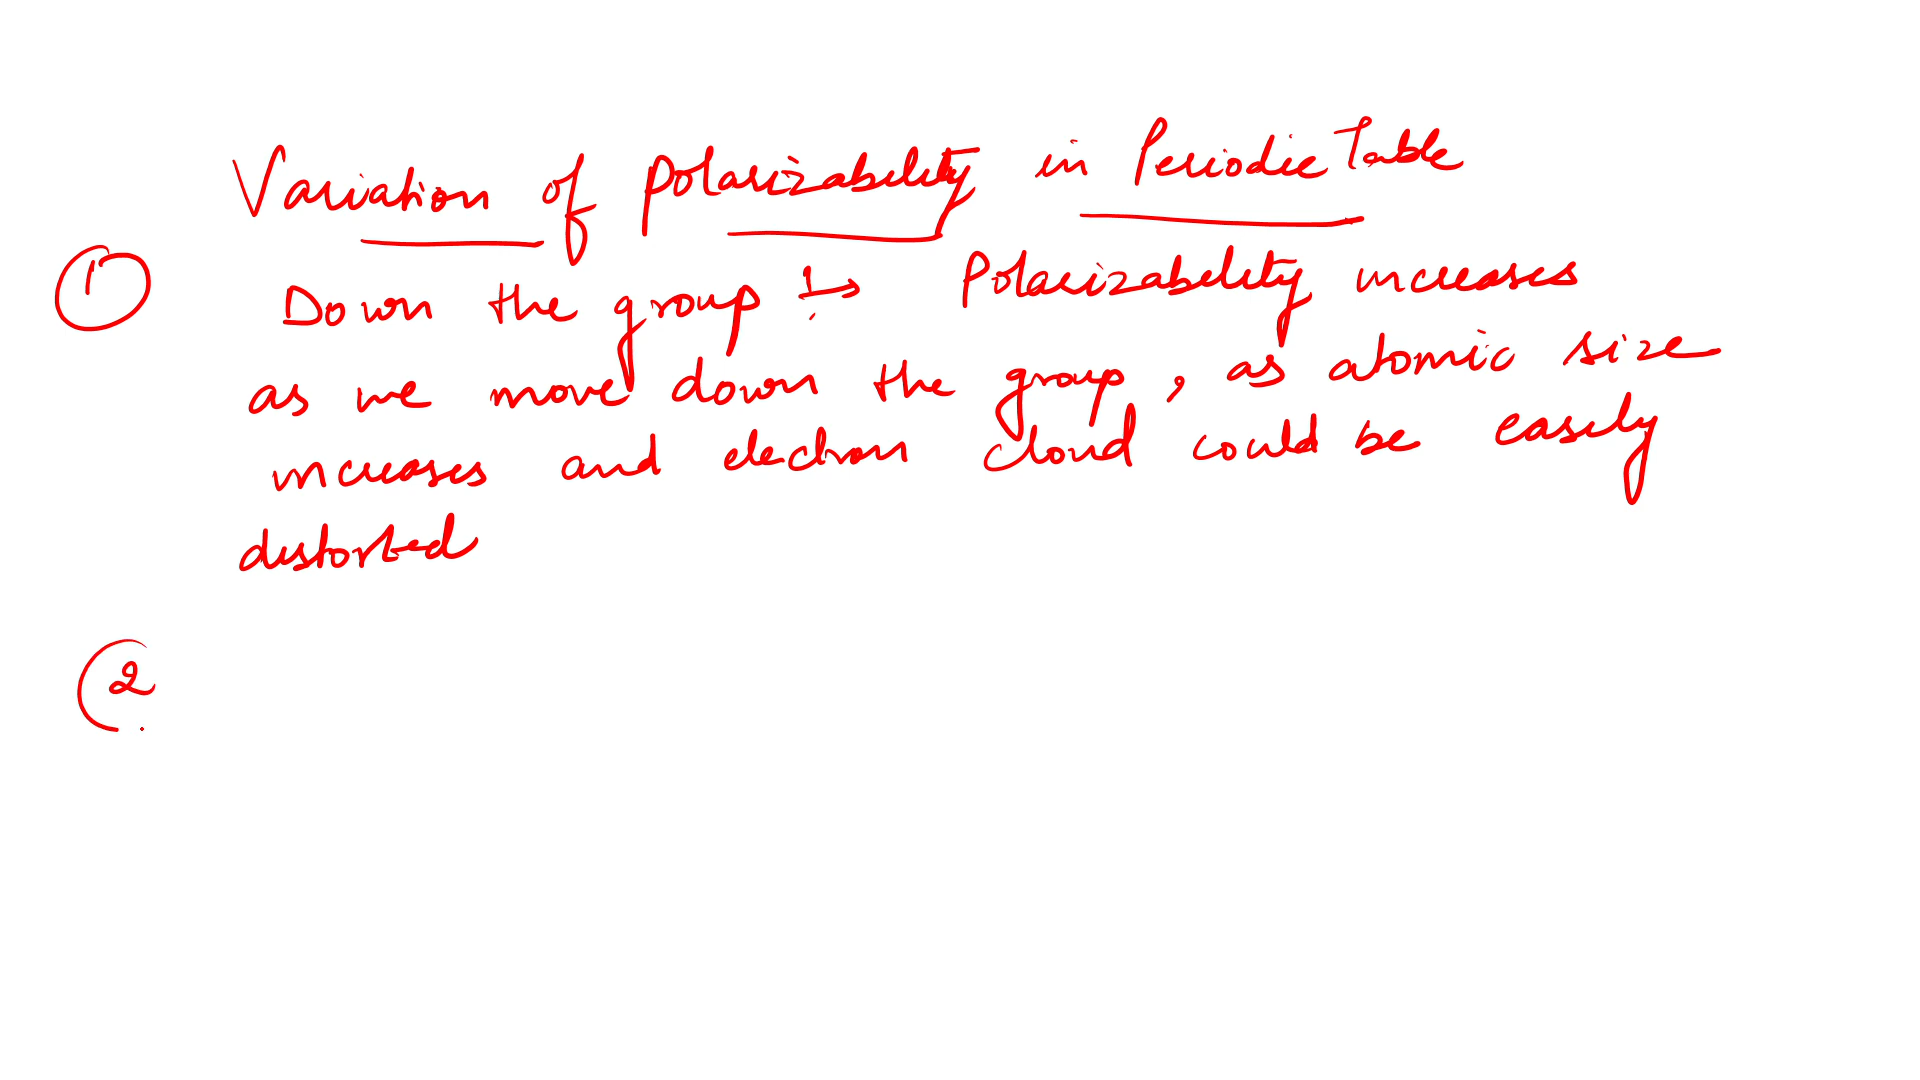 Variation of Polarizability in Periodic Table
① Down the group :→ Polarizability increases
as we move down the group, as atomic size
increases and electron cloud could be easily
distorted
②